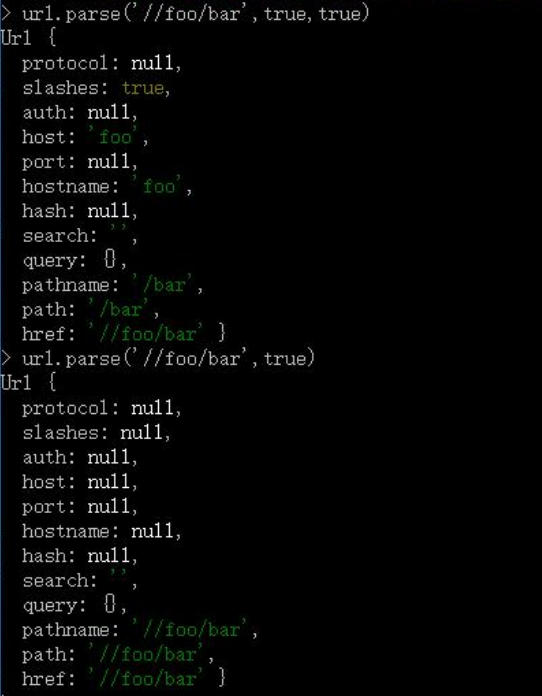 > url.parse('//foo/bar',true,true)
Url {
  protocol: null,
  slashes: true,
  auth: null,
  host: 'foo',
  port: null,
  hostname: 'foo',
  hash: null,
  search: '',
  query: {},
  pathname: '/bar',
  path: '/bar',
  href: '//foo/bar' }
> url.parse('//foo/bar',true)
Url {
  protocol: null,
  slashes: null,
  auth: null,
  host: null,
  port: null,
  hostname: null,
  hash: null,
  search: '',
  query: {},
  pathname: '//foo/bar',
  path: '//foo/bar',
  href: '//foo/bar' }